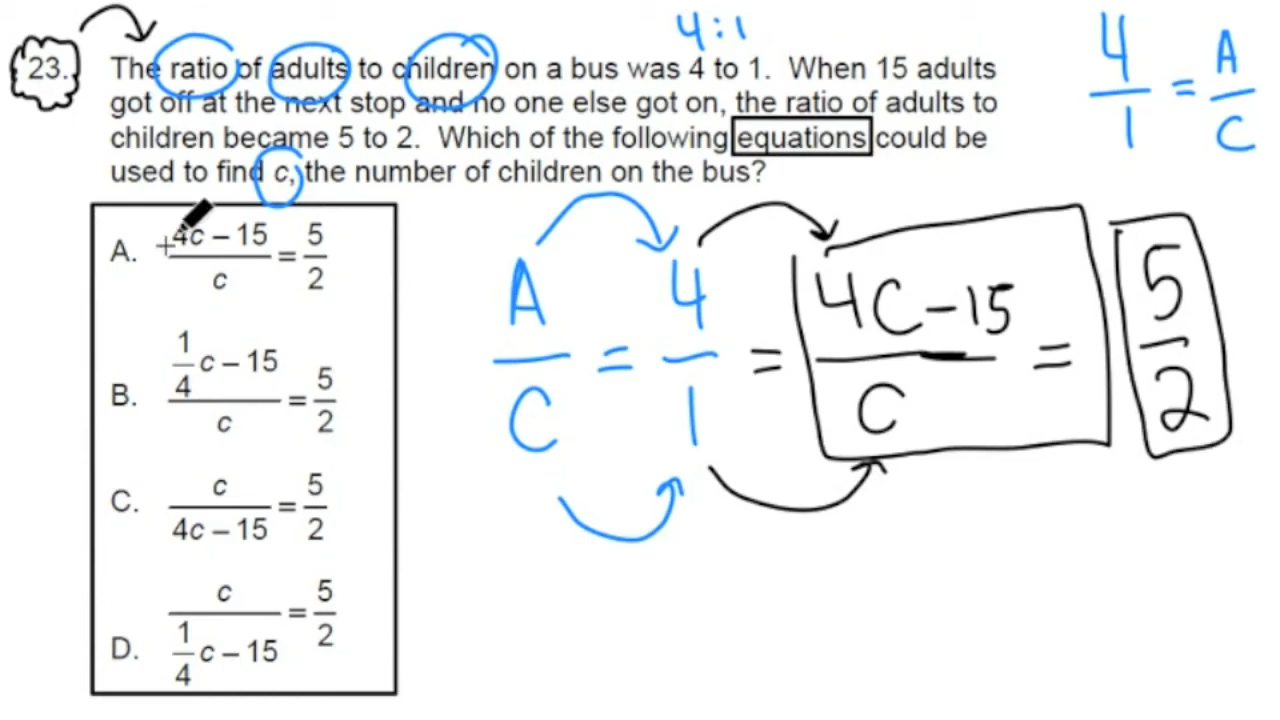 4:1
23. The ratio of adults to children on a bus was 4 to 1. When 15 adults
got off at the next stop and no one else got on, the ratio of adults to
children became 5 to 2. Which of the following equations could be
used to find c, the number of children on the bus?
4/1 = A/C
A. (4c – 15)/c = 5/2
B. (1/4 c – 15)/c = 5/2
C. c/(4c – 15) = 5/2
D. c/(1/4 c – 15) = 5/2
A/C = 4/1 = (4C – 15)/C = 5/2